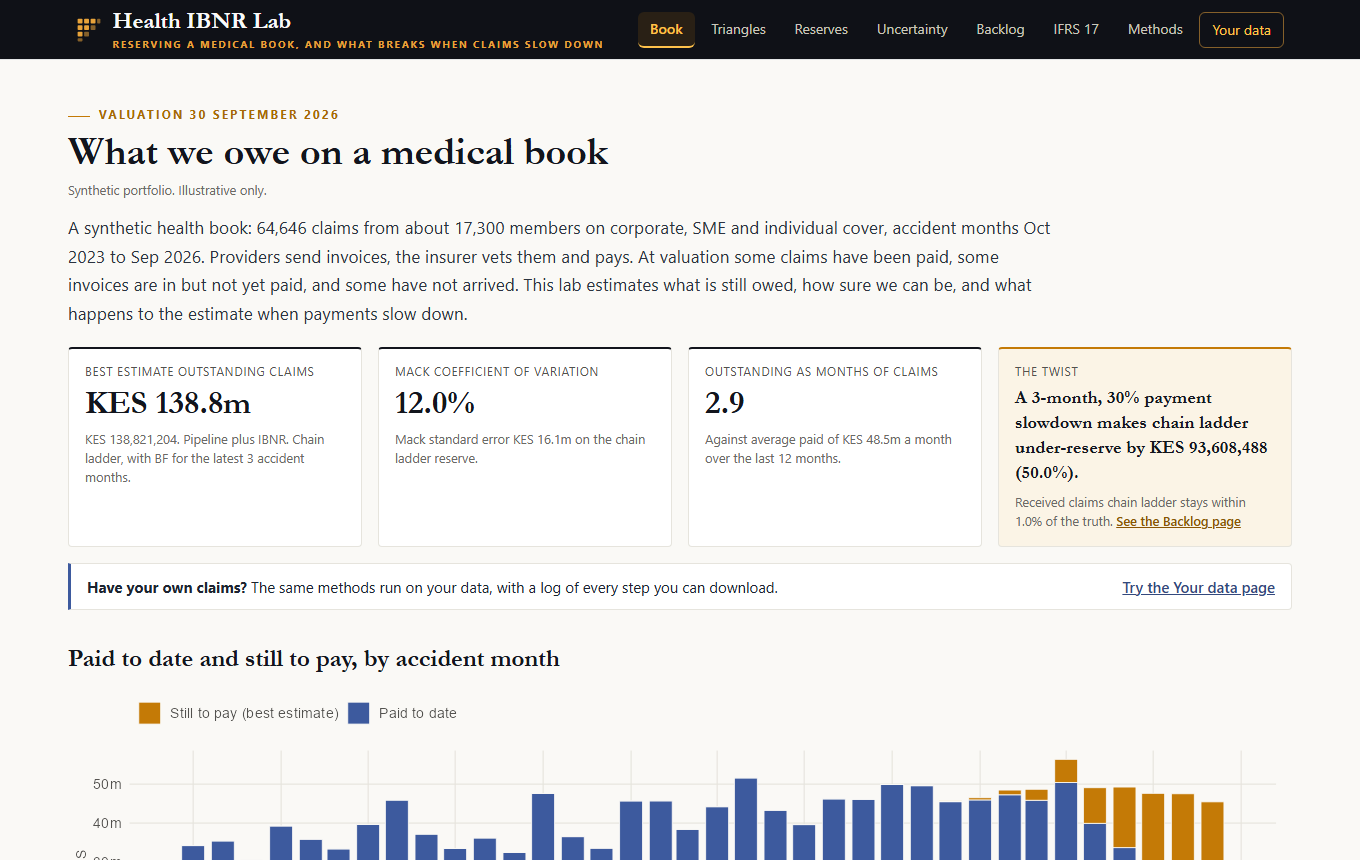 Health IBNR Lab
RESERVING A MEDICAL BOOK, AND WHAT BREAKS WHEN CLAIMS SLOW DOWN
Book
Triangles
Reserves
Uncertainty
Backlog
IFRS 17
Methods
Your data
VALUATION 30 SEPTEMBER 2026
What we owe on a medical book
Synthetic portfolio. Illustrative only.
A synthetic health book: 64,646 claims from about 17,300 members on corporate, SME and individual cover, accident months Oct
2023 to Sep 2026. Providers send invoices, the insurer vets them and pays. At valuation some claims have been paid, some
invoices are in but not yet paid, and some have not arrived. This lab estimates what is still owed, how sure we can be, and what
happens to the estimate when payments slow down.
BEST ESTIMATE OUTSTANDING CLAIMS
KES 138.8m
KES 138,821,204. Pipeline plus IBNR. Chain
ladder, with BF for the latest 3 accident
months.
MACK COEFFICIENT OF VARIATION
12.0%
Mack standard error KES 16.1m on the chain
ladder reserve.
OUTSTANDING AS MONTHS OF CLAIMS
2.9
Against average paid of KES 48.5m a month
over the last 12 months.
THE TWIST
A 3-month, 30% payment
slowdown makes chain ladder
under-reserve by KES 93,608,488
(50.0%).
Received claims chain ladder stays within
1.0% of the truth. See the Backlog page
Have your own claims? The same methods run on your data, with a log of every step you can download.
Try the Your data page
Paid to date and still to pay, by accident month
Still to pay (best estimate)
Paid to date
50m
40m